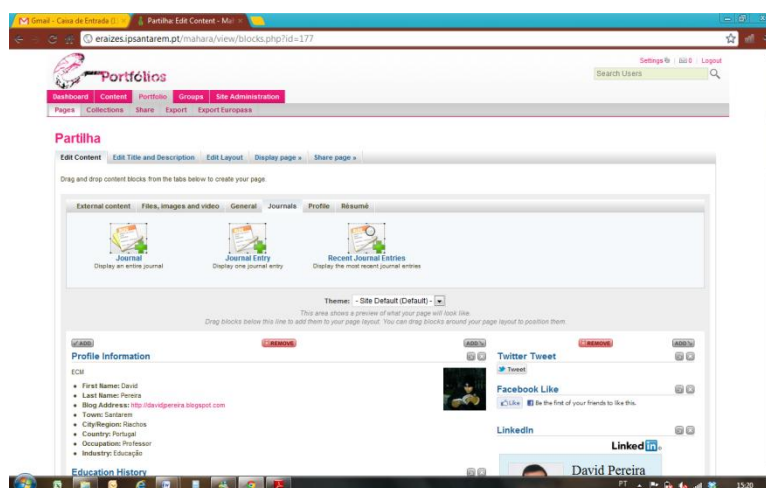 Gmail - Caixa de Entrada
Partilha: Edit Content - Mah
eraizes.ipsantarem.pt/mahara/view/blocks.php?id=177
Settings | 0 | Logout
Portfólios
Search Users
Dashboard Content Portfolio Groups Site Administration
Pages Collections Share Export Export Europass
Partilha
Edit Content Edit Title and Description Edit Layout Display page » Share page »
Drag and drop content blocks from the tabs below to create your page.
External content Files, images and video General Journals Profile Résumé
Journal Journal Entry Recent Journal Entries
Display an entire journal Display one journal entry Display the most recent journal entries
Theme: - Site Default (Default) -
This area shows a preview of what your page will look like.
Drag blocks below this line to add them to your page layout. You can drag blocks around your page layout to position them.
ADD REMOVE ADD REMOVE ADD
Profile Information Twitter Tweet
ECM Tweet
First Name: David Facebook Like
Last Name: Pereira
Blog Address: http://davidjpereira.blogspot.com Like Be the first of your friends to like this.
Town: Santarem
City/Region: Riachos LinkedIn
Country: Portugal
Occupation: Professor Linked in.
Industry: Educação
Education History David Pereira
PT 15:20